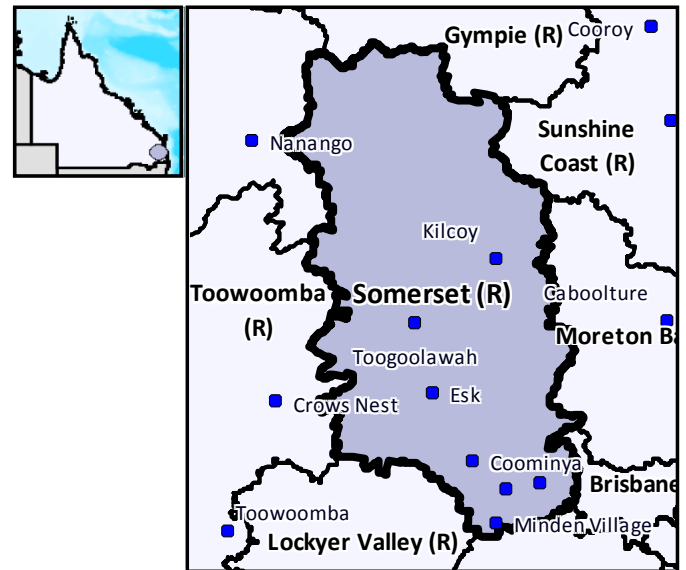 Gympie (R)
Cooroy
Sunshine
Coast (R)
Nanango
Kilcoy
Toowoomba
(R)
Somerset (R)
Caboolture
Moreton Ba
Toogoolawah
Esk
Crows Nest
Coominya
Brisbane
Toowoomba
Minden Village
Lockyer Valley (R)